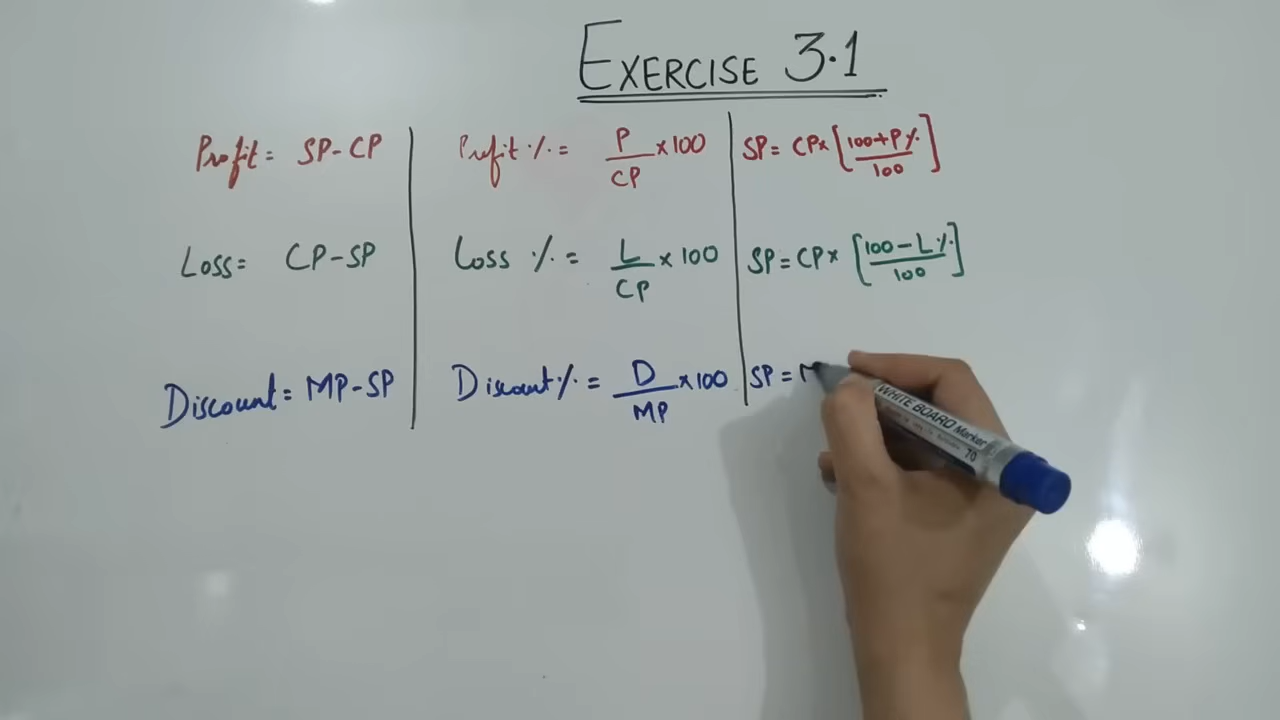 EXERCISE 3.1
Profit = SP-CP
Profit % = P/CP ×100
SP = CP× [100+P%/100]
Loss = CP-SP
Loss % = L/CP × 100
SP = CP× [100-L%/100]
Discount = MP-SP
Discount % = D/MP ×100
SP = M
WHITE BOARD Marker
70